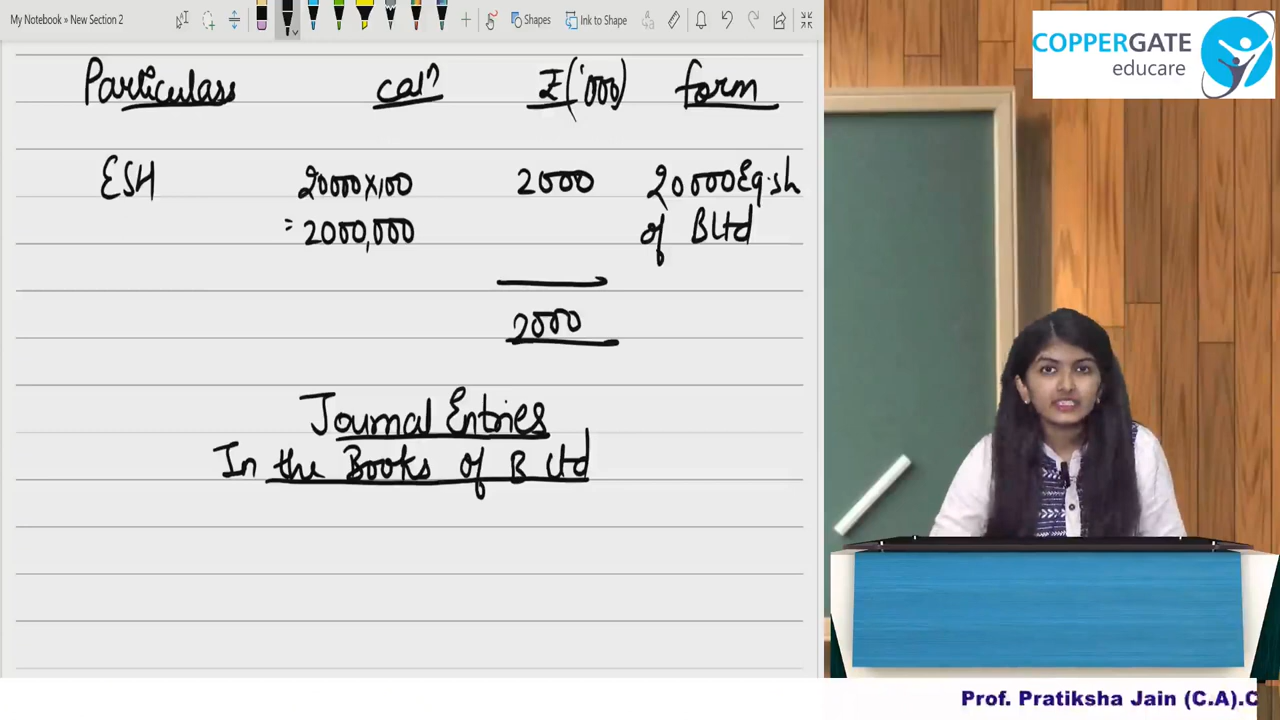 My Notebook » New Section 2
Shapes
Ink to Shape
COPPERGATE
educare
Particulars calⁿ ₹('000) form
ESH 20000x100 2000 20000 Eq.sh
= 2000,000 of B Ltd
2000
Journal Entries
In the Books of B Ltd
Prof. Pratiksha Jain (C.A).C